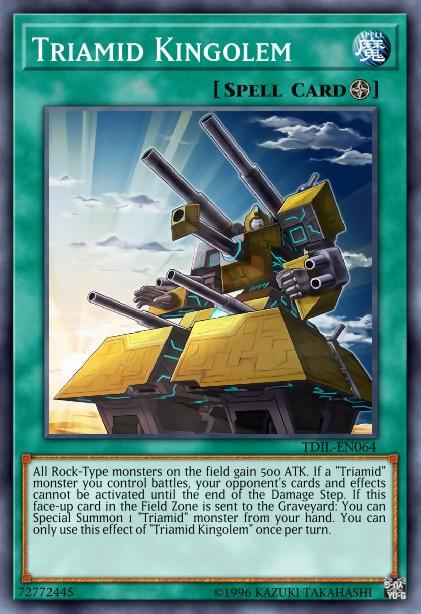 TRIAMID KINGOLEM
SPELL
魔
[SPELL CARD]
TDIL-EN064
All Rock-Type monsters on the field gain 500 ATK. If a "Triamid"
monster you control battles, your opponent's cards and effects
cannot be activated until the end of the Damage Step. If this
face-up card in the Field Zone is sent to the Graveyard: You can
Special Summon 1 "Triamid" monster from your hand. You can
only use this effect of "Triamid Kingolem" once per turn.
72772445
©1996 KAZUKI TAKAHASHI